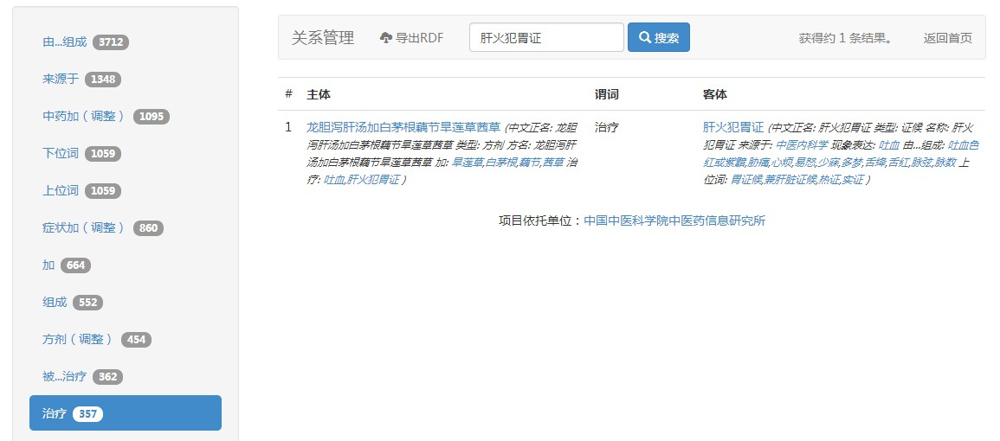 由...组成 3712
来源于 1348
中药加（调整） 1095
下位词 1059
上位词 1059
症状加（调整） 860
加 664
组成 552
方剂（调整） 454
被...治疗 362
治疗 357
关系管理 导出RDF 肝火犯胃证 搜索 获得约 1 条结果。 返回首页
# 主体 谓词 客体
1 龙胆泻肝汤加白茅根藕节旱莲草茜草 (中文正名: 龙胆
泻肝汤加白茅根藕节旱莲草茜草 类型: 方剂 方名: 龙胆泻肝
汤加白茅根藕节旱莲草茜草 加: 旱莲草,白茅根,藕节,茜草 治
疗: 吐血,肝火犯胃证 )
治疗
肝火犯胃证 (中文正名: 肝火犯胃证 类型: 证候 名称: 肝火
犯胃证 来源于: 中医内科学 现象表达: 吐血 由...组成: 吐血色
红或紫黯,胁痛,心烦,易怒,少寐,多梦,舌绛,舌红,脉弦,脉数 上
位词: 胃证候,兼肝脏证候,热证,实证 )
项目依托单位：中国中医科学院中医药信息研究所